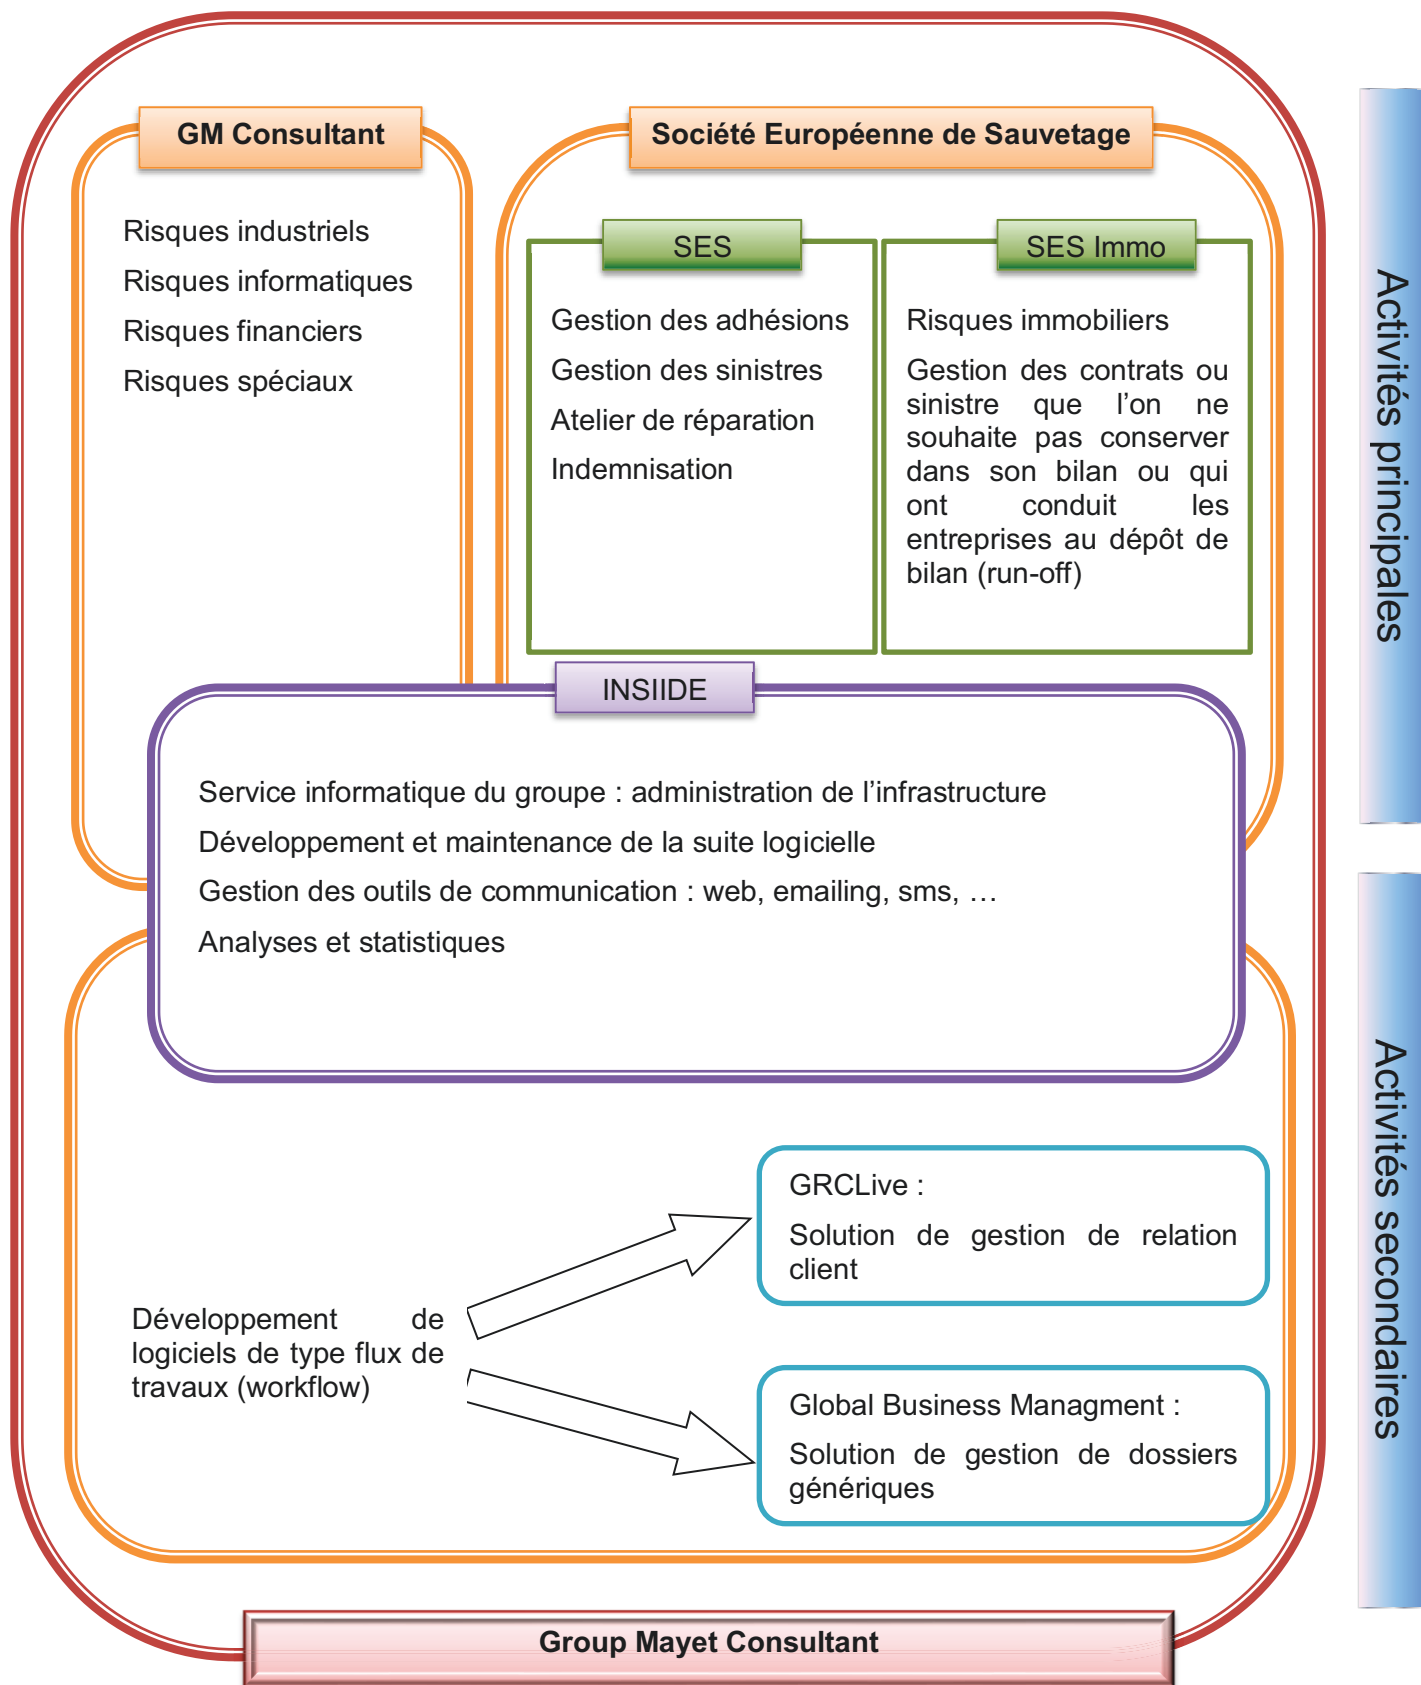 GM Consultant
Risques industriels
Risques informatiques
Risques financiers
Risques spéciaux
Société Européenne de Sauvetage
SES
Gestion des adhésions
Gestion des sinistres
Atelier de réparation
Indemnisation
SES Immo
Risques immobiliers
Gestion des contrats ou
sinistre que l’on ne
souhaite pas conserver
dans son bilan ou qui
ont conduit les
entreprises au dépôt de
bilan (run-off)
Activités principales
INSIIDE
Service informatique du groupe : administration de l’infrastructure
Développement et maintenance de la suite logicielle
Gestion des outils de communication : web, emailing, sms, …
Analyses et statistiques
Développement de
logiciels de type flux de
travaux (workflow)
GRCLive :
Solution de gestion de relation
client
Global Business Managment :
Solution de gestion de dossiers
génériques
Activités secondaires
Group Mayet Consultant